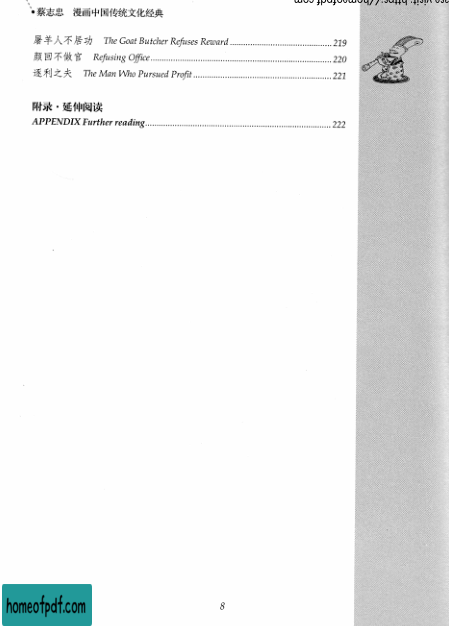 •蔡志忠 漫画中国传统文化经典
屠羊人不居功 The Goat Butcher Refuses Reward 219
颜回不做官 Refusing Office 220
逐利之夫 The Man Who Pursued Profit 221
附录·延伸阅读
APPENDIX Further reading 222
8
homeofpdf.com